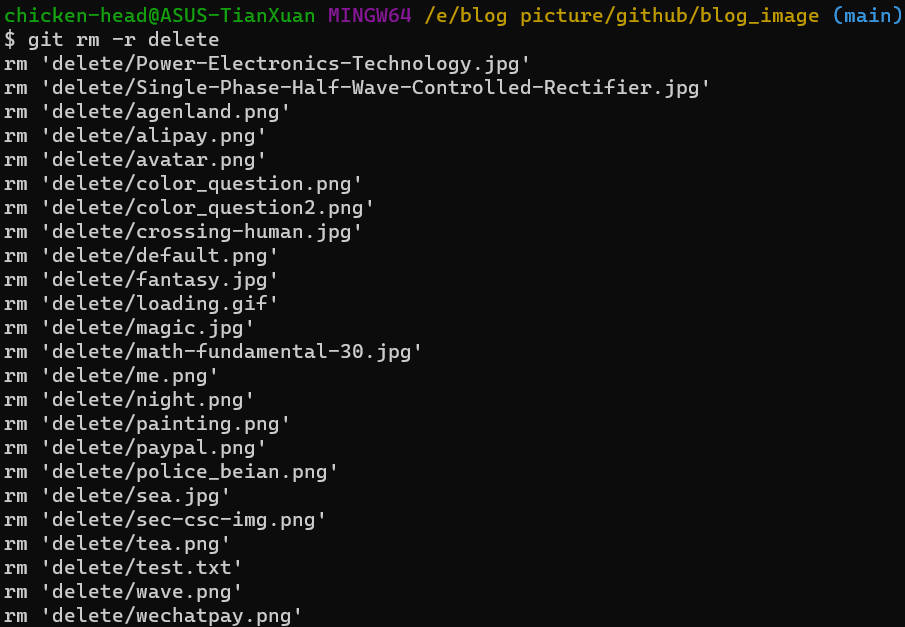 chicken-head@ASUS-TianXuan MINGW64 /e/blog picture/github/blog_image (main)
$ git rm -r delete
rm 'delete/Power-Electronics-Technology.jpg'
rm 'delete/Single-Phase-Half-Wave-Controlled-Rectifier.jpg'
rm 'delete/agenland.png'
rm 'delete/alipay.png'
rm 'delete/avatar.png'
rm 'delete/color_question.png'
rm 'delete/color_question2.png'
rm 'delete/crossing-human.jpg'
rm 'delete/default.png'
rm 'delete/fantasy.jpg'
rm 'delete/loading.gif'
rm 'delete/magic.jpg'
rm 'delete/math-fundamental-30.jpg'
rm 'delete/me.png'
rm 'delete/night.png'
rm 'delete/painting.png'
rm 'delete/paypal.png'
rm 'delete/police_beian.png'
rm 'delete/sea.jpg'
rm 'delete/sec-csc-img.png'
rm 'delete/tea.png'
rm 'delete/test.txt'
rm 'delete/wave.png'
rm 'delete/wechatpay.png'